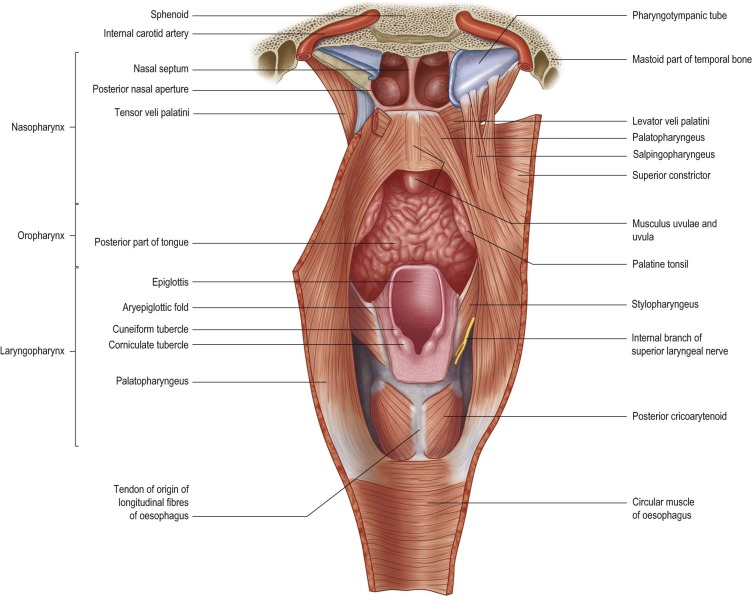 Sphenoid
Internal carotid artery
Nasal septum
Posterior nasal aperture
Tensor veli palatini
Nasopharynx
Oropharynx
Posterior part of tongue
Epiglottis
Aryepiglottic fold
Cuneiform tubercle
Corniculate tubercle
Laryngopharynx
Palatopharyngeus
Tendon of origin of
longitudinal fibres
of oesophagus
Pharyngotympanic tube
Mastoid part of temporal bone
Levator veli palatini
Palatopharyngeus
Salpingopharyngeus
Superior constrictor
Musculus uvulae and
uvula
Palatine tonsil
Stylopharyngeus
Internal branch of
superior laryngeal nerve
Posterior cricoarytenoid
Circular muscle
of oesophagus